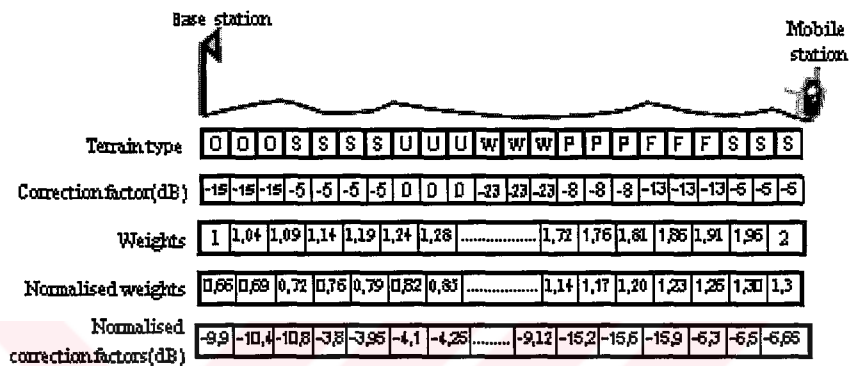 Base station
Mobile
station
Terrain type O O O S S S S U U U W W W P P P F F F S S S
Correction factor(dB) -15 -15 -15 -5 -5 -5 -5 0 0 0 -23 -23 -23 -8 -8 -8 -13 -13 -13 -5 -5 -5
Weights 1 1,04 1,09 1,14 1,19 1,24 1,28 .................. 1,72 1,76 1,81 1,86 1,91 1,96 2
Normalised weights 0,66 0,69 0,72 0,76 0,79 0,82 0,85 .................. 1,14 1,17 1,20 1,23 1,26 1,30 1,3
Normalised
correction factors(dB) -9,9 -10,4 -10,8 -3,8 -3,95 -4,1 -4,25 ......... -9,12 -15,2 -15,6 -15,9 -6,3 -6,5 -6,65